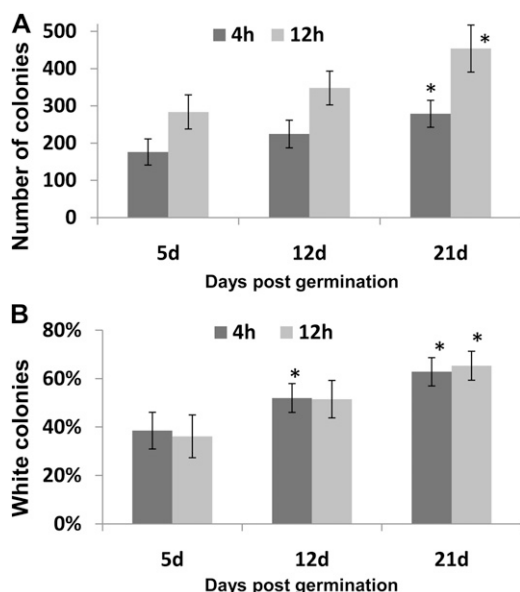 A
Number of colonies
500
400
300
200
100
0
4h 12h
*
*
5d 12d 21d
Days post germination
B
White colonies
80%
60%
40%
20%
0%
4h 12h
*
*
*
5d 12d 21d
Days post germination